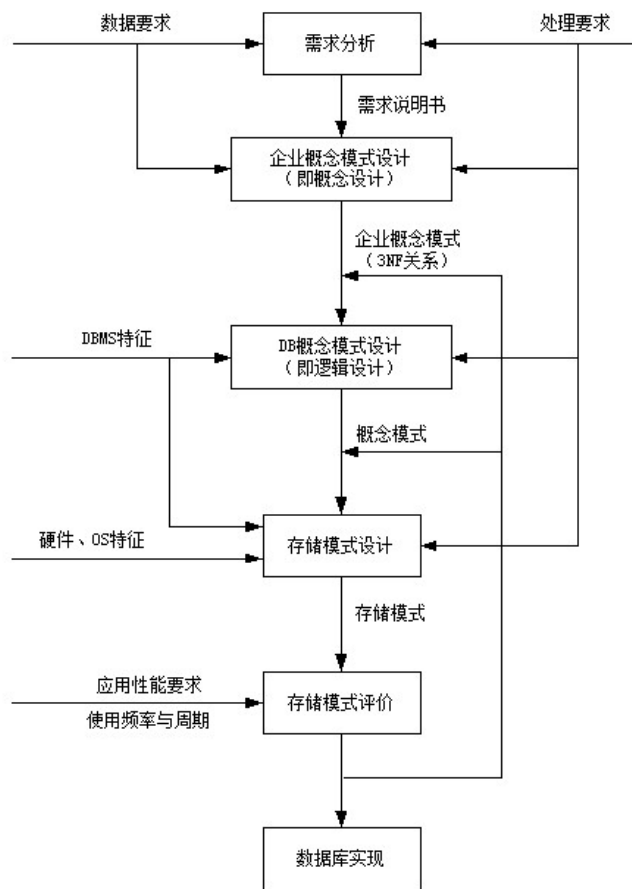 数据要求
处理要求
需求分析
需求说明书
企业概念模式设计
（即概念设计）
企业概念模式
（3NF关系）
DBMS特征
DB概念模式设计
（即逻辑设计）
概念模式
硬件、OS特征
存储模式设计
存储模式
应用性能要求
使用频率与周期
存储模式评价
数据库实现